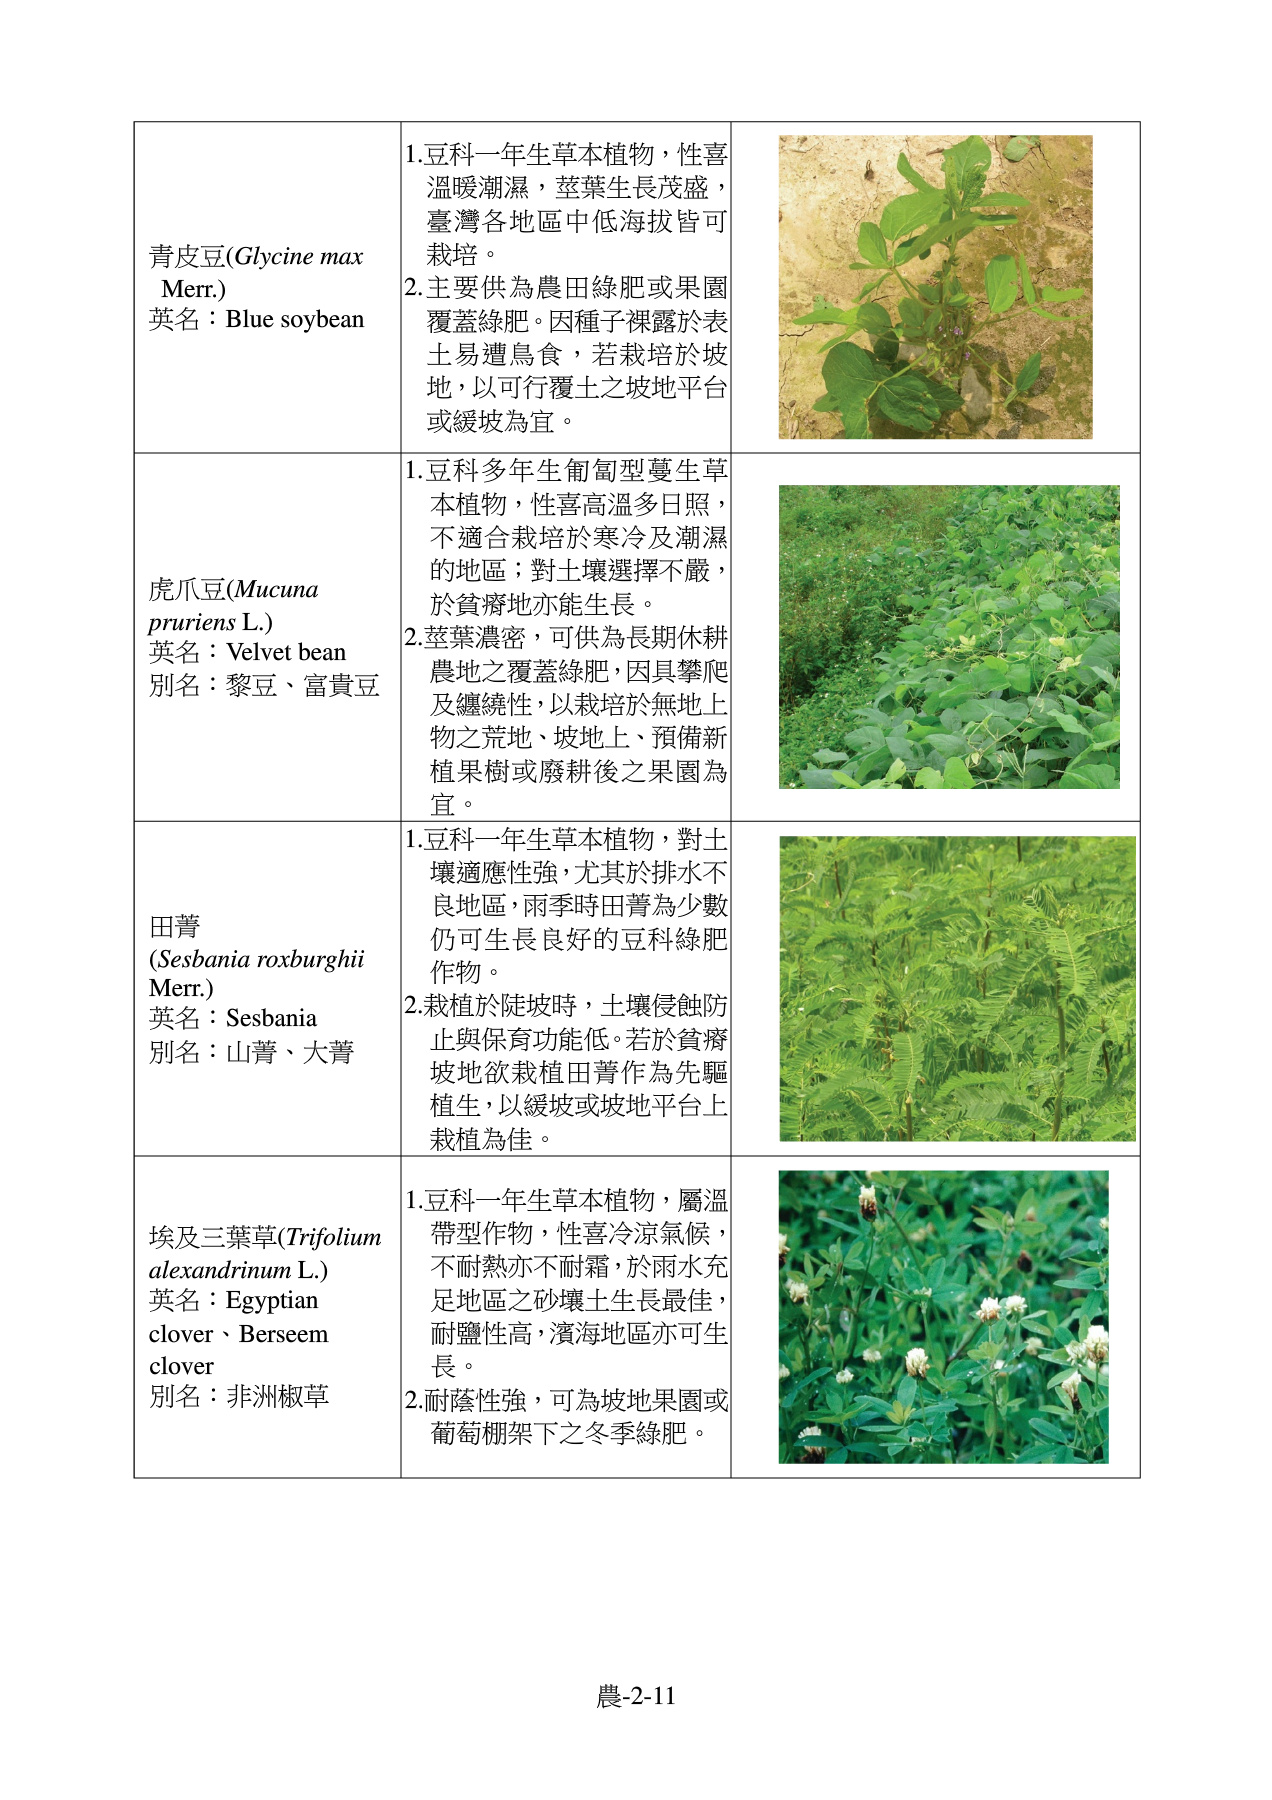 青皮豆(Glycine max
Merr.)
英名：Blue soybean
1.豆科一年生草本植物，性喜
溫暖潮濕，莖葉生長茂盛，
臺灣各地區中低海拔皆可
栽培。
2.主要供為農田綠肥或果園
覆蓋綠肥。因種子裸露於表
土易遭鳥食，若栽培於坡
地，以可行覆土之坡地平台
或緩坡為宜。
虎爪豆(Mucuna
pruriens L.)
英名：Velvet bean
別名：黎豆、富貴豆
1.豆科多年生匍匐型蔓生草
本植物，性喜高溫多日照，
不適合栽培於寒冷及潮濕
的地區；對土壤選擇不嚴，
於貧瘠地亦能生長。
2.莖葉濃密，可供為長期休耕
農地之覆蓋綠肥，因具攀爬
及纏繞性，以栽培於無地上
物之荒地、坡地上、預備新
植果樹或廢耕後之果園為
宜。
田菁
(Sesbania roxburghii
Merr.)
英名：Sesbania
別名：山菁、大菁
1.豆科一年生草本植物，對土
壤適應性強，尤其於排水不
良地區，雨季時田菁為少數
仍可生長良好的豆科綠肥
作物。
2.栽植於陡坡時，土壤侵蝕防
止與保育功能低。若於貧瘠
坡地欲栽植田菁作為先驅
植生，以緩坡或坡地平台上
栽植為佳。
埃及三葉草(Trifolium
alexandrinum L.)
英名：Egyptian
clover、Berseem
clover
別名：非洲椒草
1.豆科一年生草本植物，屬溫
帶型作物，性喜冷涼氣候，
不耐熱亦不耐霜，於雨水充
足地區之砂壤土生長最佳，
耐鹽性高，濱海地區亦可生
長。
2.耐蔭性強，可為坡地果園或
葡萄棚架下之冬季綠肥。
農-2-11